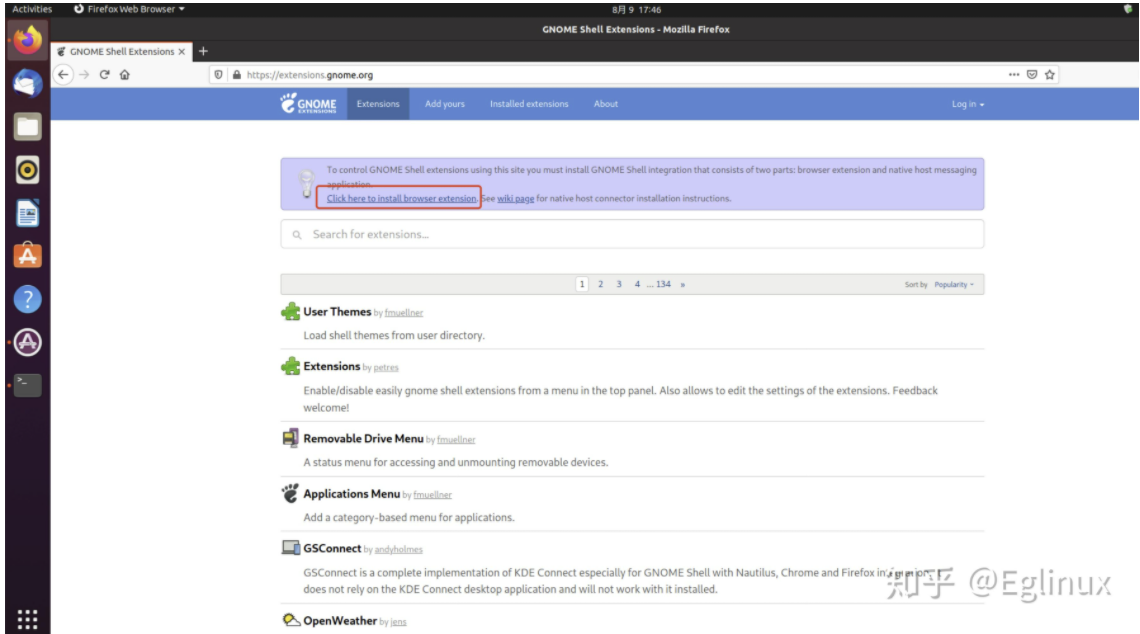 Activities Firefox Web Browser 8月 9 17:46
GNOME Shell Extensions - Mozilla Firefox
GNOME Shell Extensions × +
https://extensions.gnome.org
GNOME EXTENSIONS Extensions Add yours Installed extensions About Log in
To control GNOME Shell extensions using this site you must install GNOME Shell integration that consists of two parts: browser extension and native host messaging
application.
Click here to install browser extension. See wiki page for native host connector installation instructions.
Search for extensions...
1 2 3 4 ... 134 » Sort by Popularity
User Themes by fmuellner
Load shell themes from user directory.
Extensions by petres
Enable/disable easily gnome shell extensions from a menu in the top panel. Also allows to edit the settings of the extensions. Feedback
welcome!
Removable Drive Menu by fmuellner
A status menu for accessing and unmounting removable devices.
Applications Menu by fmuellner
Add a category-based menu for applications.
GSConnect by andyholmes
GSConnect is a complete implementation of KDE Connect especially for GNOME Shell with Nautilus, Chrome and Firefox
does not rely on the KDE Connect desktop application and will not work with it installed.
知乎 @Eglinux
OpenWeather by jens